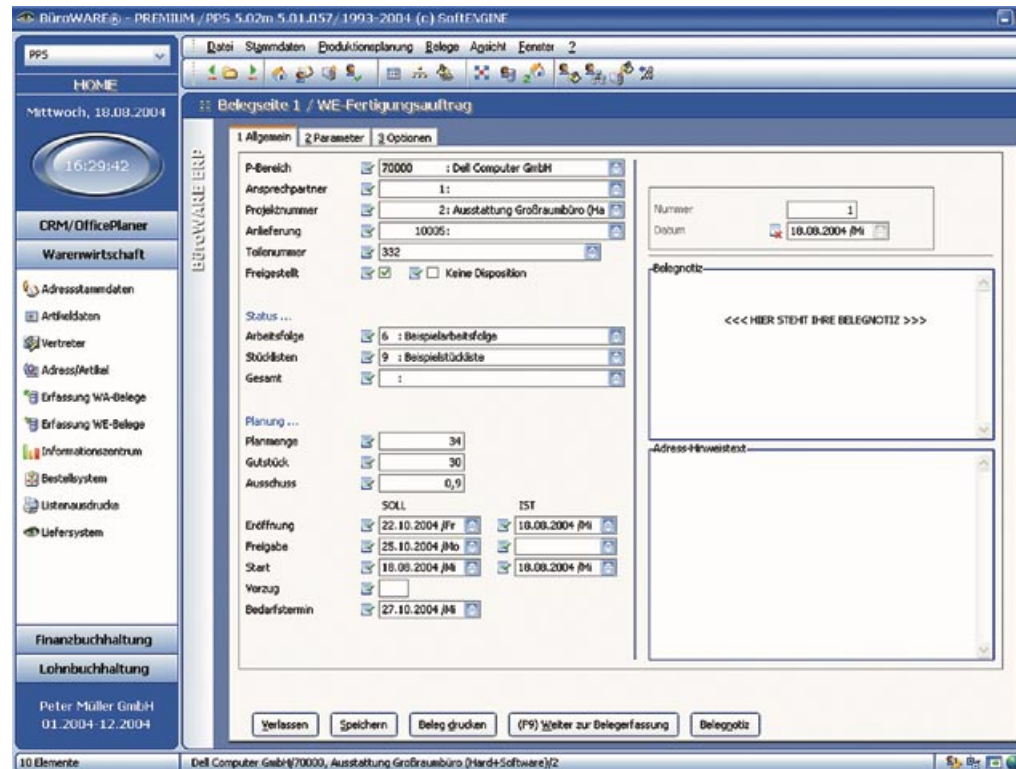 BüroWARE® - PREMIUM /PPS 5.02m 5.01.057/ 1993-2004 (c) SoftENGINE
PPS
HOME
Mittwoch, 18.08.2004
16:29:42
CRM/OfficePlaner
Warenwirtschaft
Adressstammdaten
Artikeldaten
Vertreter
Adress/Artikel
Erfassung WA-Belege
Erfassung WE-Belege
Informationszentrum
Bestellsystem
Listenausdrucke
Liefersystem
Finanzbuchhaltung
Lohnbuchhaltung
Peter Müller GmbH
01.2004-12.2004
10 Elemente
Datei Stammdaten Produktionsplanung Belege Ansicht Fenster ?
Belegseite 1 / WE-Fertigungsauftrag
BüroWARE ERP
1 Allgemein 2 Parameter 3 Optionen
P-Bereich 70000 : Dell Computer GmbH
Ansprechpartner 1:
Projektnummer 2: Ausstattung Großraumbüro (Ha
Anlieferung 10005:
Teilenummer 332
Freigestellt Keine Disposition
Status ...
Arbeitsfolge 6 : Beispielarbeitsfolge
Stücklisten 9 : Beispielstückliste
Gesamt :
Planung ...
Planmenge 34
Gutstück 30
Ausschuss 0,9
SOLL IST
Eröffnung 22.10.2004 /Fr 18.08.2004 /Mi
Freigabe 25.10.2004 /Mo
Start 18.08.2004 /Mi 18.08.2004 /Mi
Verzug
Bedarfstermin 27.10.2004 /Mi
Nummer 1
Datum 18.08.2004 /Mi
Belegnotiz
<<< HIER STEHT IHRE BELEGNOTIZ >>>
Adress-Hinweistext
Verlassen Speichern Beleg drucken (F9) Weiter zur Belegerfassung Belegnotiz
Dell Computer GmbH/70000, Ausstattung Großraumbüro (Hard+Software)/2